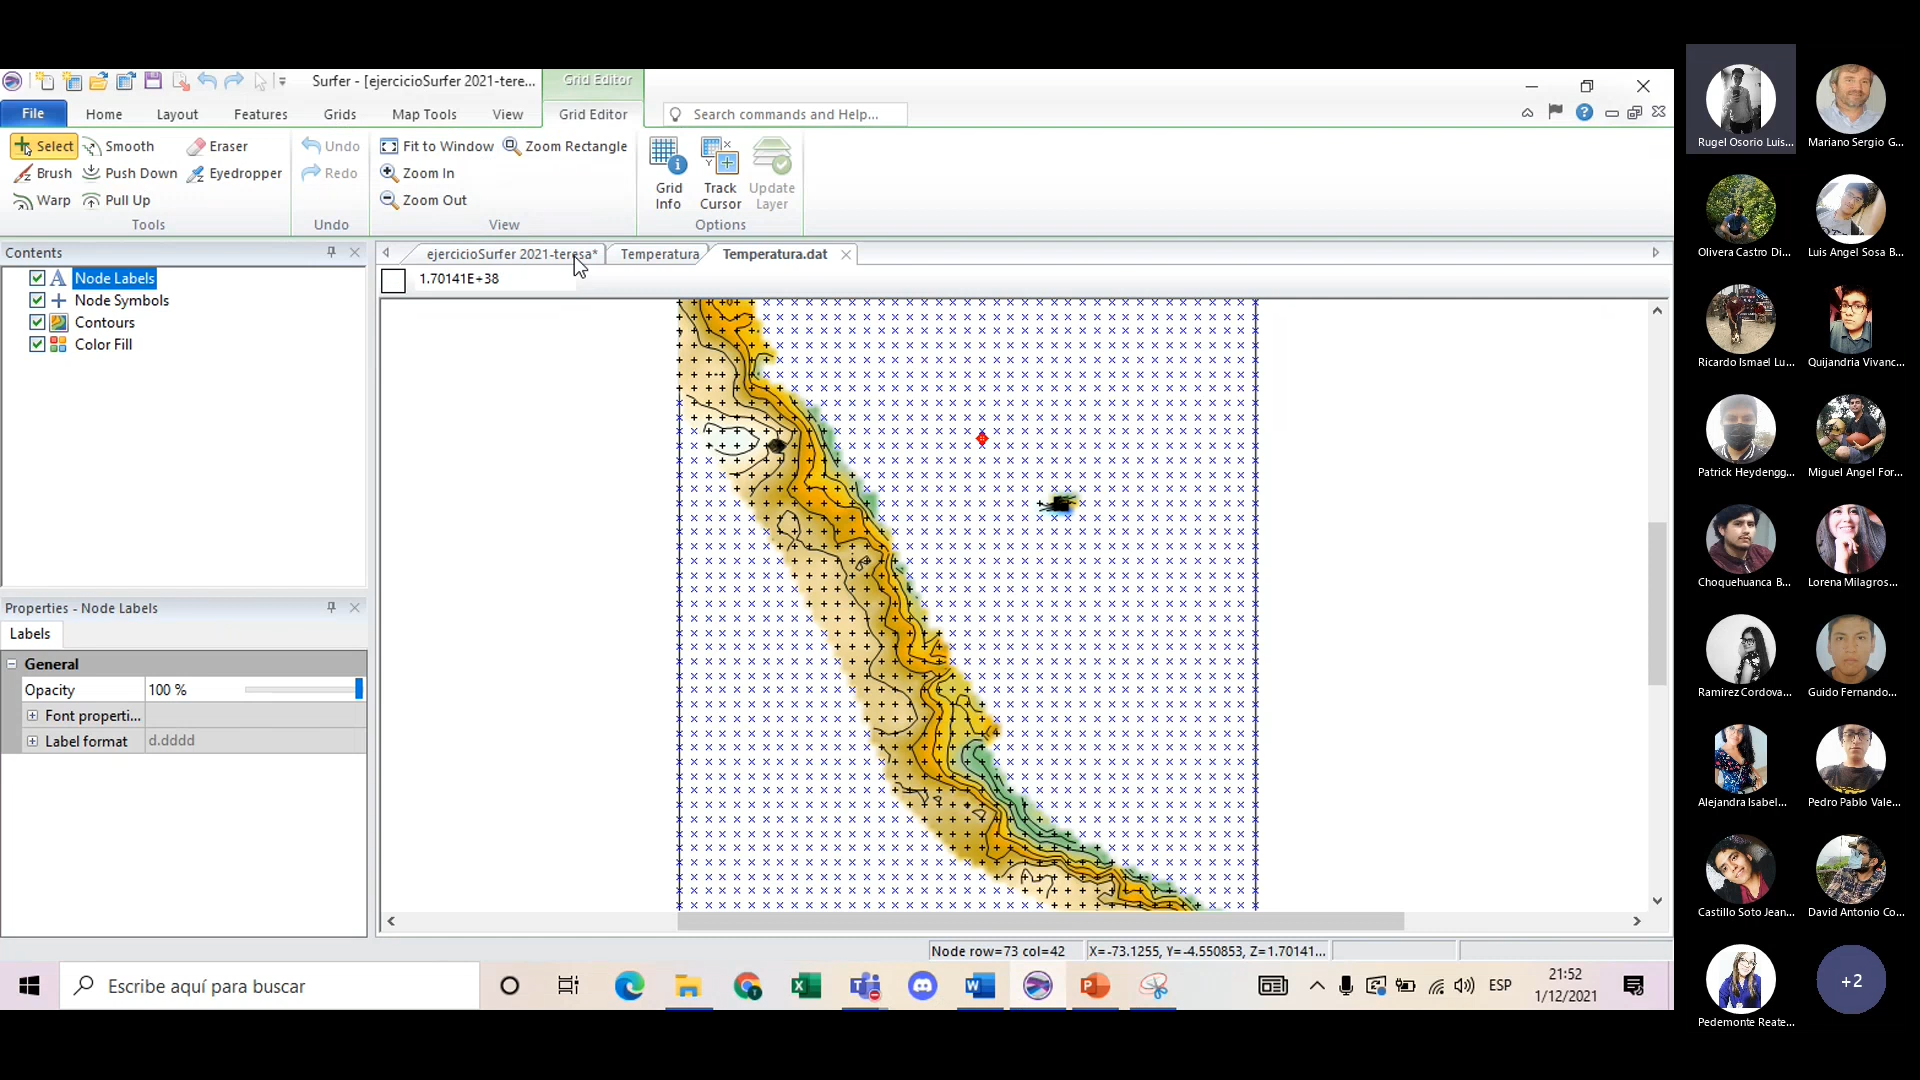 Surfer - [ejercicioSurfer 2021-tere...
Grid Editor
File
Home
Layout
Features
Grids
Map Tools
View
Grid Editor
Search commands and Help...
Select
Smooth
Eraser
Brush
Push Down
Eyedropper
Warp
Pull Up
Tools
Undo
Redo
Undo
Fit to Window
Zoom Rectangle
Zoom In
Zoom Out
View
Grid Info
Track Cursor
Update Layer
Options
Contents
Node Labels
Node Symbols
Contours
Color Fill
Properties - Node Labels
Labels
General
Opacity 100 %
Font properti...
Label format d.dddd
ejercicioSurfer 2021-teresa*
Temperatura
Temperatura.dat
1.70141E+38
Node row=73 col=42
X=-73.1255, Y=-4.550853, Z=1.70141...
Escribe aquí para buscar
ESP
21:52
1/12/2021
Rugel Osorio Luis...
Mariano Sergio G...
Olivera Castro Di...
Luis Angel Sosa B...
Ricardo Ismael Lu...
Quijandria Vivanc...
Patrick Heydengg...
Miguel Angel For...
Choquehuanca B...
Lorena Milagros...
Ramirez Cordova...
Guido Fernando...
Alejandra Isabel...
Pedro Pablo Vale...
Castillo Soto Jean...
David Antonio Co...
Pedemonte Reate...
+2